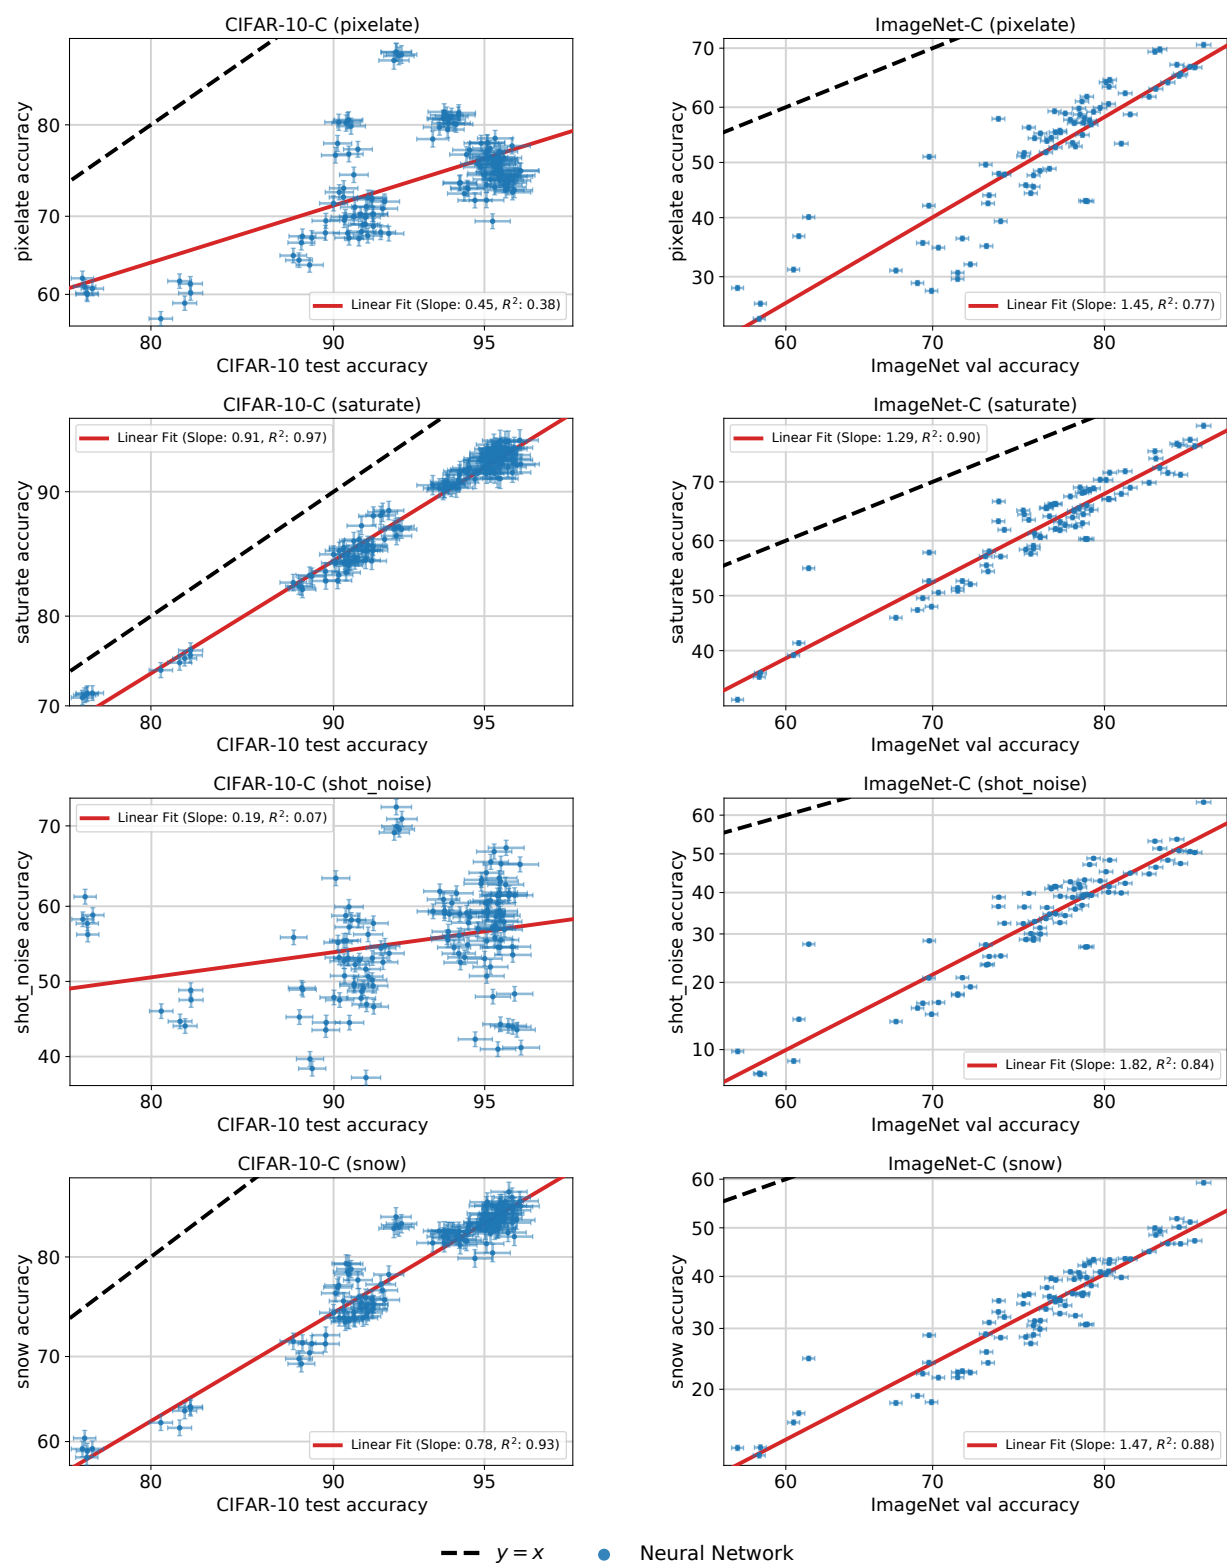 CIFAR-10-C (pixelate)
pixelate accuracy
80
70
60
Linear Fit (Slope: 0.45, R²: 0.38)
80 90 95
CIFAR-10 test accuracy
ImageNet-C (pixelate)
pixelate accuracy
70
60
50
40
30
Linear Fit (Slope: 1.45, R²: 0.77)
60 70 80
ImageNet val accuracy
CIFAR-10-C (saturate)
saturate accuracy
Linear Fit (Slope: 0.91, R²: 0.97)
90
80
70
80 90 95
CIFAR-10 test accuracy
ImageNet-C (saturate)
saturate accuracy
Linear Fit (Slope: 1.29, R²: 0.90)
70
60
50
40
60 70 80
ImageNet val accuracy
CIFAR-10-C (shot_noise)
shot_noise accuracy
Linear Fit (Slope: 0.19, R²: 0.07)
70
60
50
40
80 90 95
CIFAR-10 test accuracy
ImageNet-C (shot_noise)
shot_noise accuracy
60
50
40
30
20
10
Linear Fit (Slope: 1.82, R²: 0.84)
60 70 80
ImageNet val accuracy
CIFAR-10-C (snow)
snow accuracy
80
70
60
Linear Fit (Slope: 0.78, R²: 0.93)
80 90 95
CIFAR-10 test accuracy
ImageNet-C (snow)
snow accuracy
60
50
40
30
20
Linear Fit (Slope: 1.47, R²: 0.88)
60 70 80
ImageNet val accuracy
y = x Neural Network